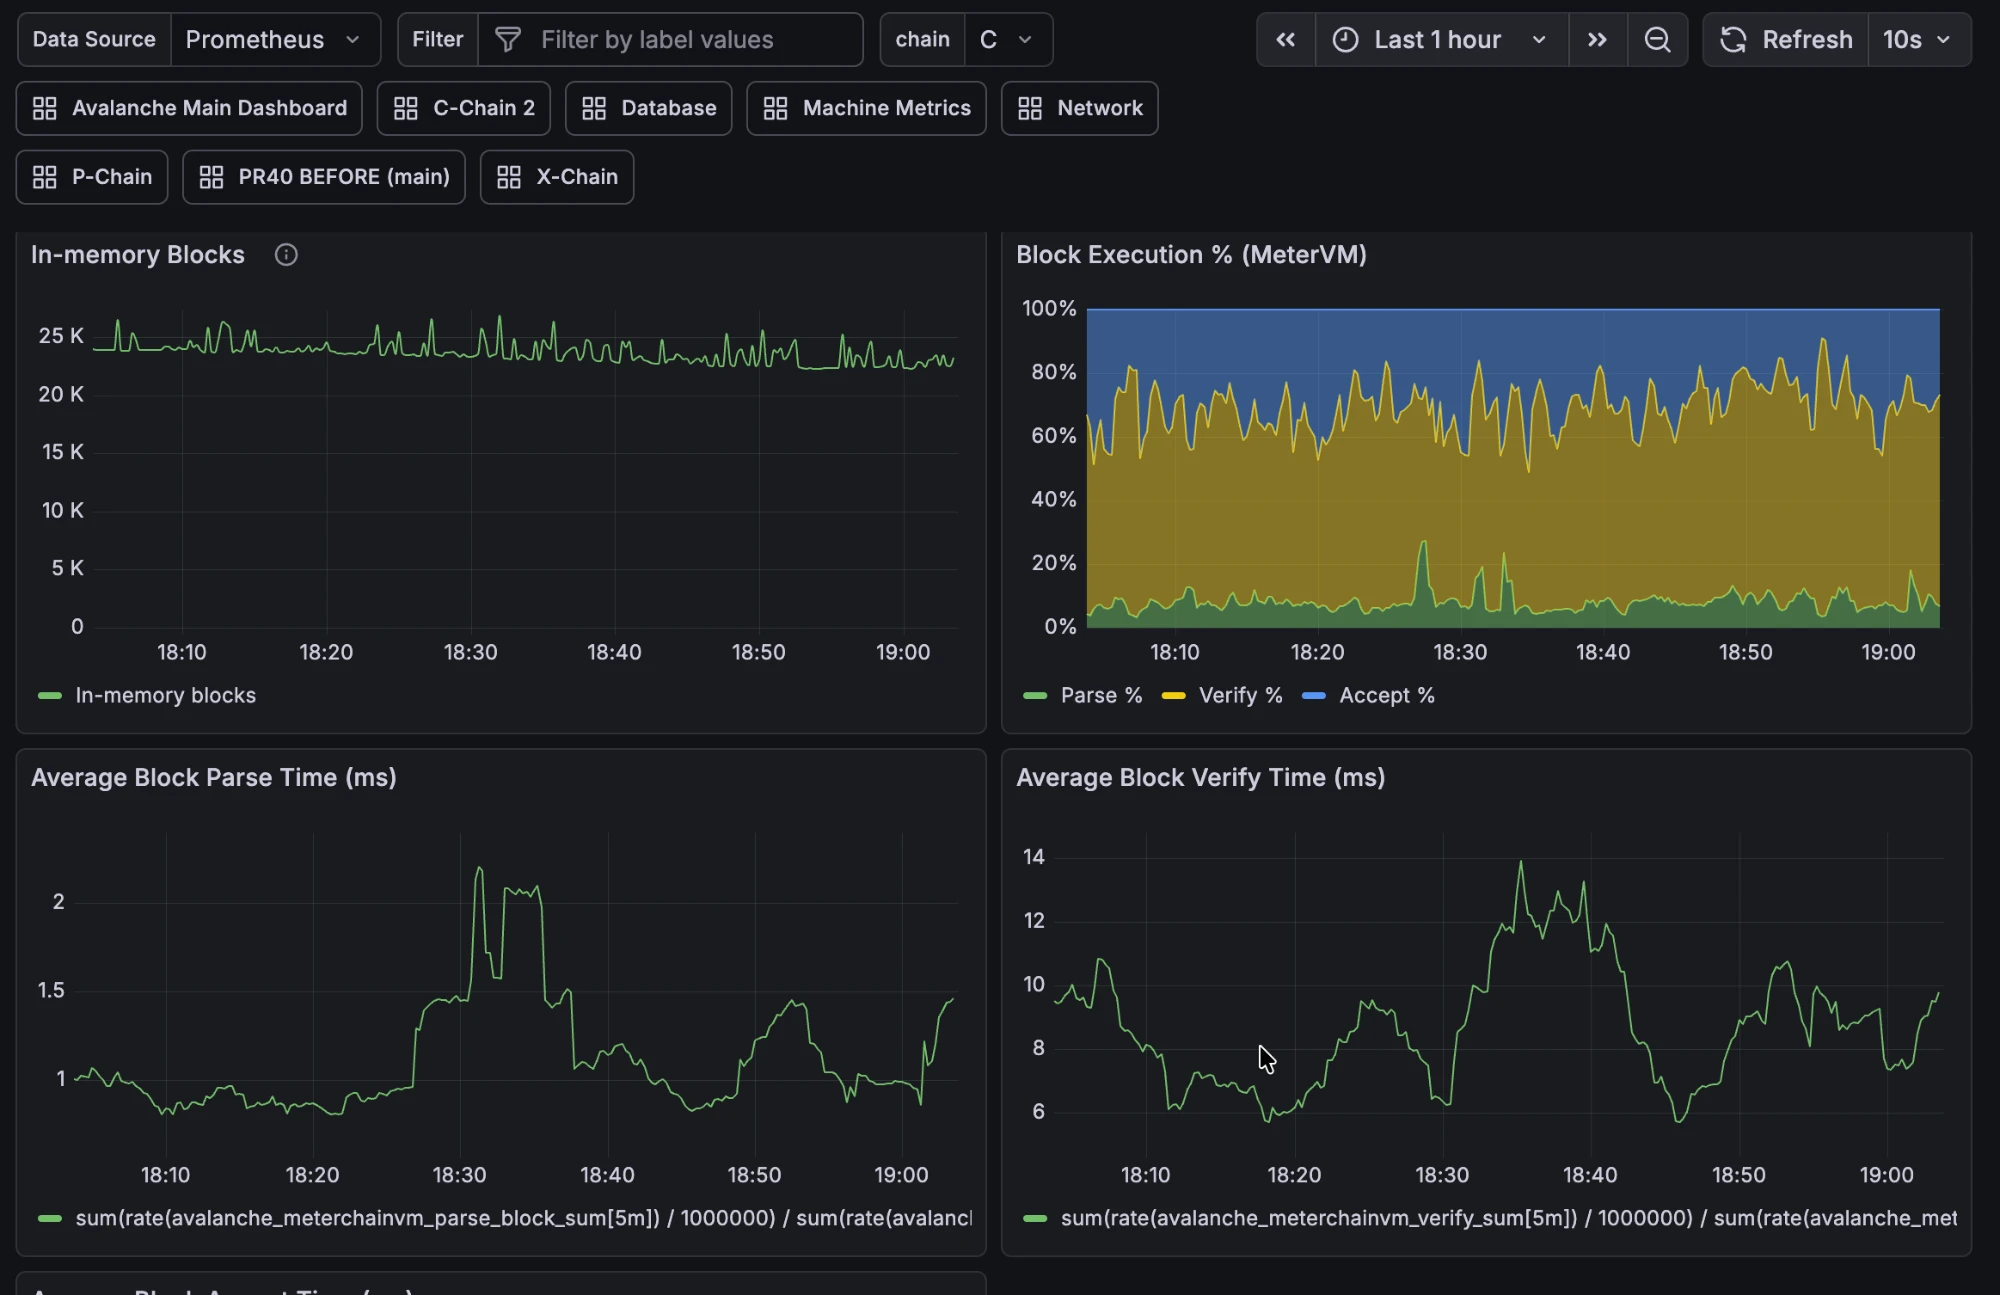 Data Source Prometheus Filter Filter by label values chain C Last 1 hour Refresh 10s
Avalanche Main Dashboard C-Chain 2 Database Machine Metrics Network
P-Chain PR40 BEFORE (main) X-Chain
In-memory Blocks
25 K
20 K
15 K
10 K
5 K
0
18:10 18:20 18:30 18:40 18:50 19:00
In-memory blocks
Block Execution % (MeterVM)
100%
80%
60%
40%
20%
0%
18:10 18:20 18:30 18:40 18:50 19:00
Parse % Verify % Accept %
Average Block Parse Time (ms)
2
1.5
1
18:10 18:20 18:30 18:40 18:50 19:00
sum(rate(avalanche_meterchainvm_parse_block_sum[5m]) / 1000000) / sum(rate(avalancl
Average Block Verify Time (ms)
14
12
10
8
6
18:10 18:20 18:30 18:40 18:50 19:00
sum(rate(avalanche_meterchainvm_verify_sum[5m]) / 1000000) / sum(rate(avalanche_met